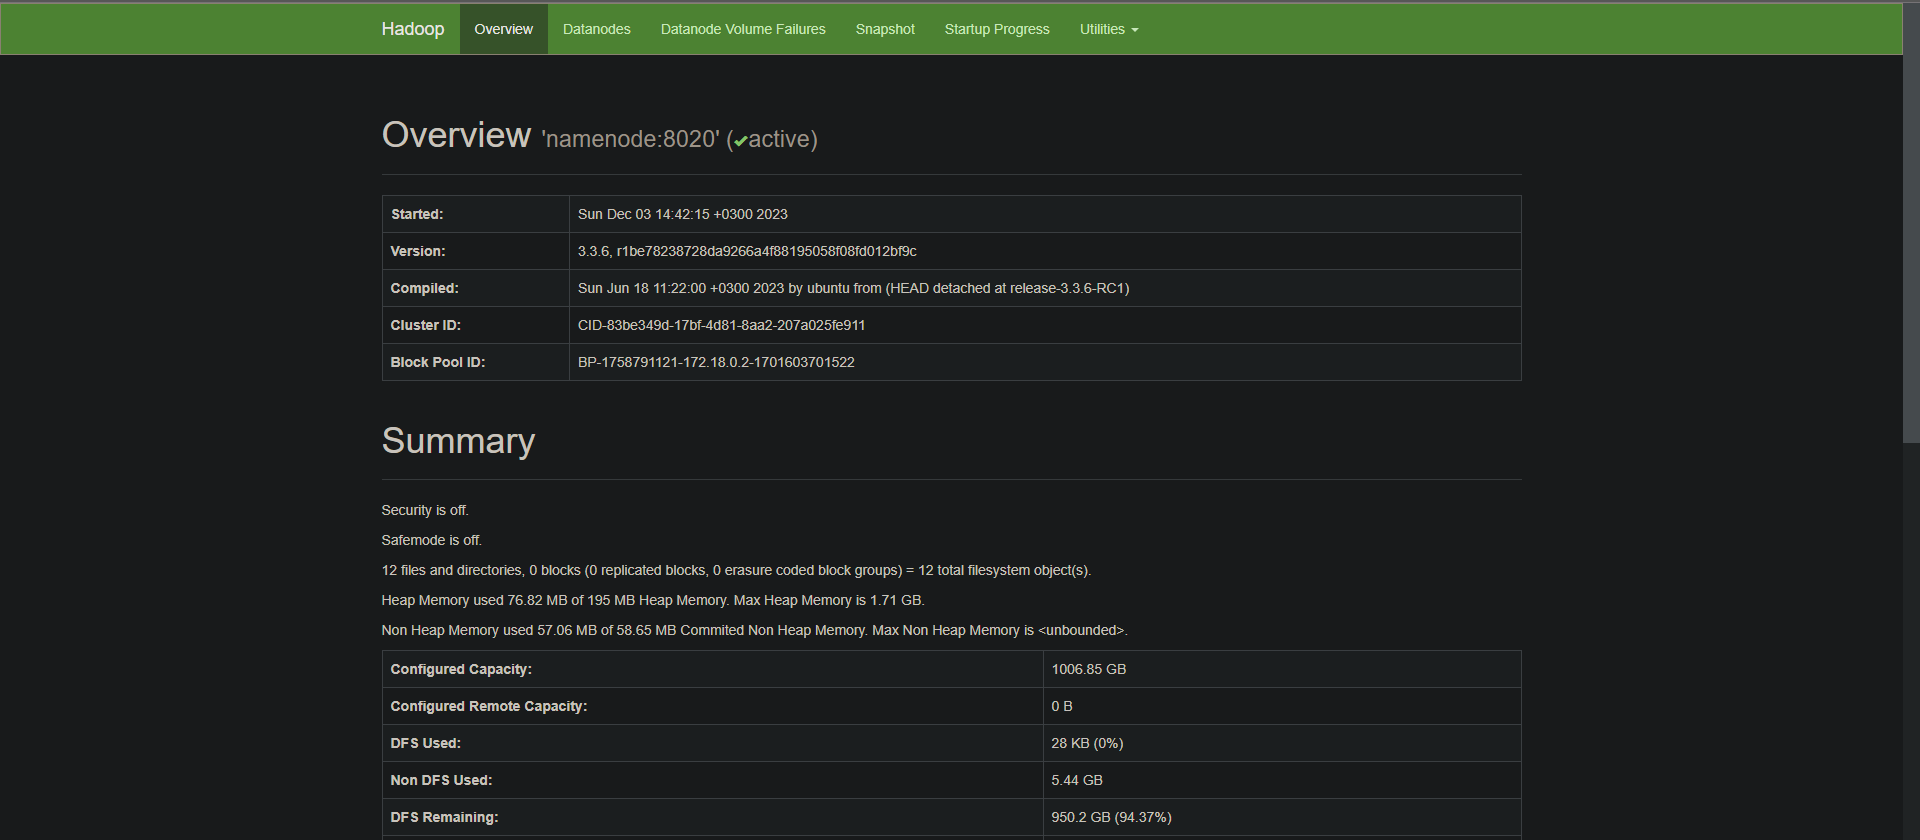 Hadoop Overview Datanodes Datanode Volume Failures Snapshot Startup Progress Utilities
Overview 'namenode:8020' (✔active)
Started: Sun Dec 03 14:42:15 +0300 2023
Version: 3.3.6, r1be78238728da9266a4f88195058f08fd012bf9c
Compiled: Sun Jun 18 11:22:00 +0300 2023 by ubuntu from (HEAD detached at release-3.3.6-RC1)
Cluster ID: CID-83be349d-17bf-4d81-8aa2-207a025fe911
Block Pool ID: BP-1758791121-172.18.0.2-1701603701522
Summary
Security is off.
Safemode is off.
12 files and directories, 0 blocks (0 replicated blocks, 0 erasure coded block groups) = 12 total filesystem object(s).
Heap Memory used 76.82 MB of 195 MB Heap Memory. Max Heap Memory is 1.71 GB.
Non Heap Memory used 57.06 MB of 58.65 MB Commited Non Heap Memory. Max Non Heap Memory is <unbounded>.
Configured Capacity: 1006.85 GB
Configured Remote Capacity: 0 B
DFS Used: 28 KB (0%)
Non DFS Used: 5.44 GB
DFS Remaining: 950.2 GB (94.37%)